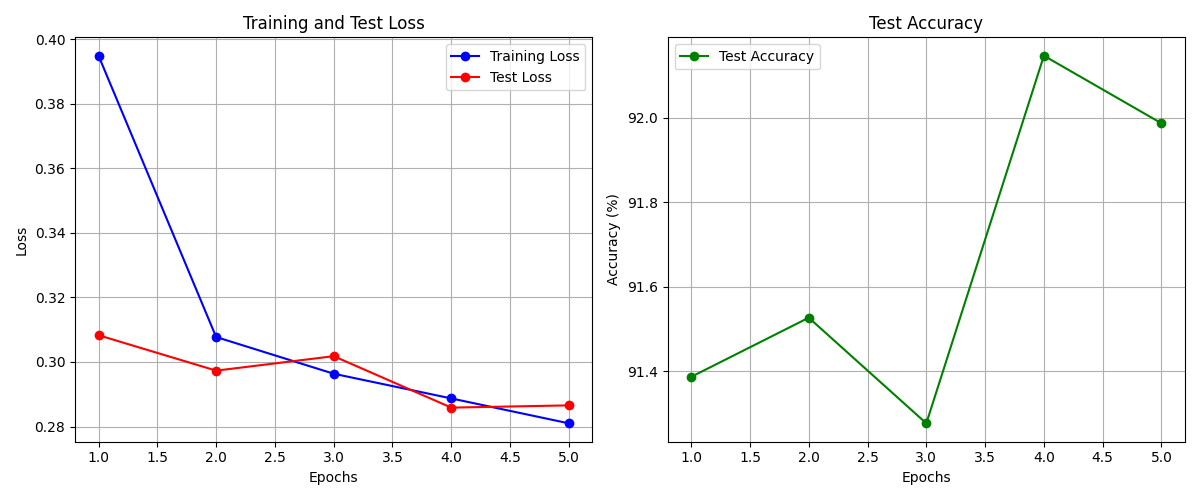 Training and Test Loss
Training Loss
Test Loss
0.40
0.38
0.36
0.34
0.32
0.30
0.28
Loss
1.0 1.5 2.0 2.5 3.0 3.5 4.0 4.5 5.0
Epochs
Test Accuracy
Test Accuracy
92.0
91.8
91.6
91.4
Accuracy (%)
1.0 1.5 2.0 2.5 3.0 3.5 4.0 4.5 5.0
Epochs